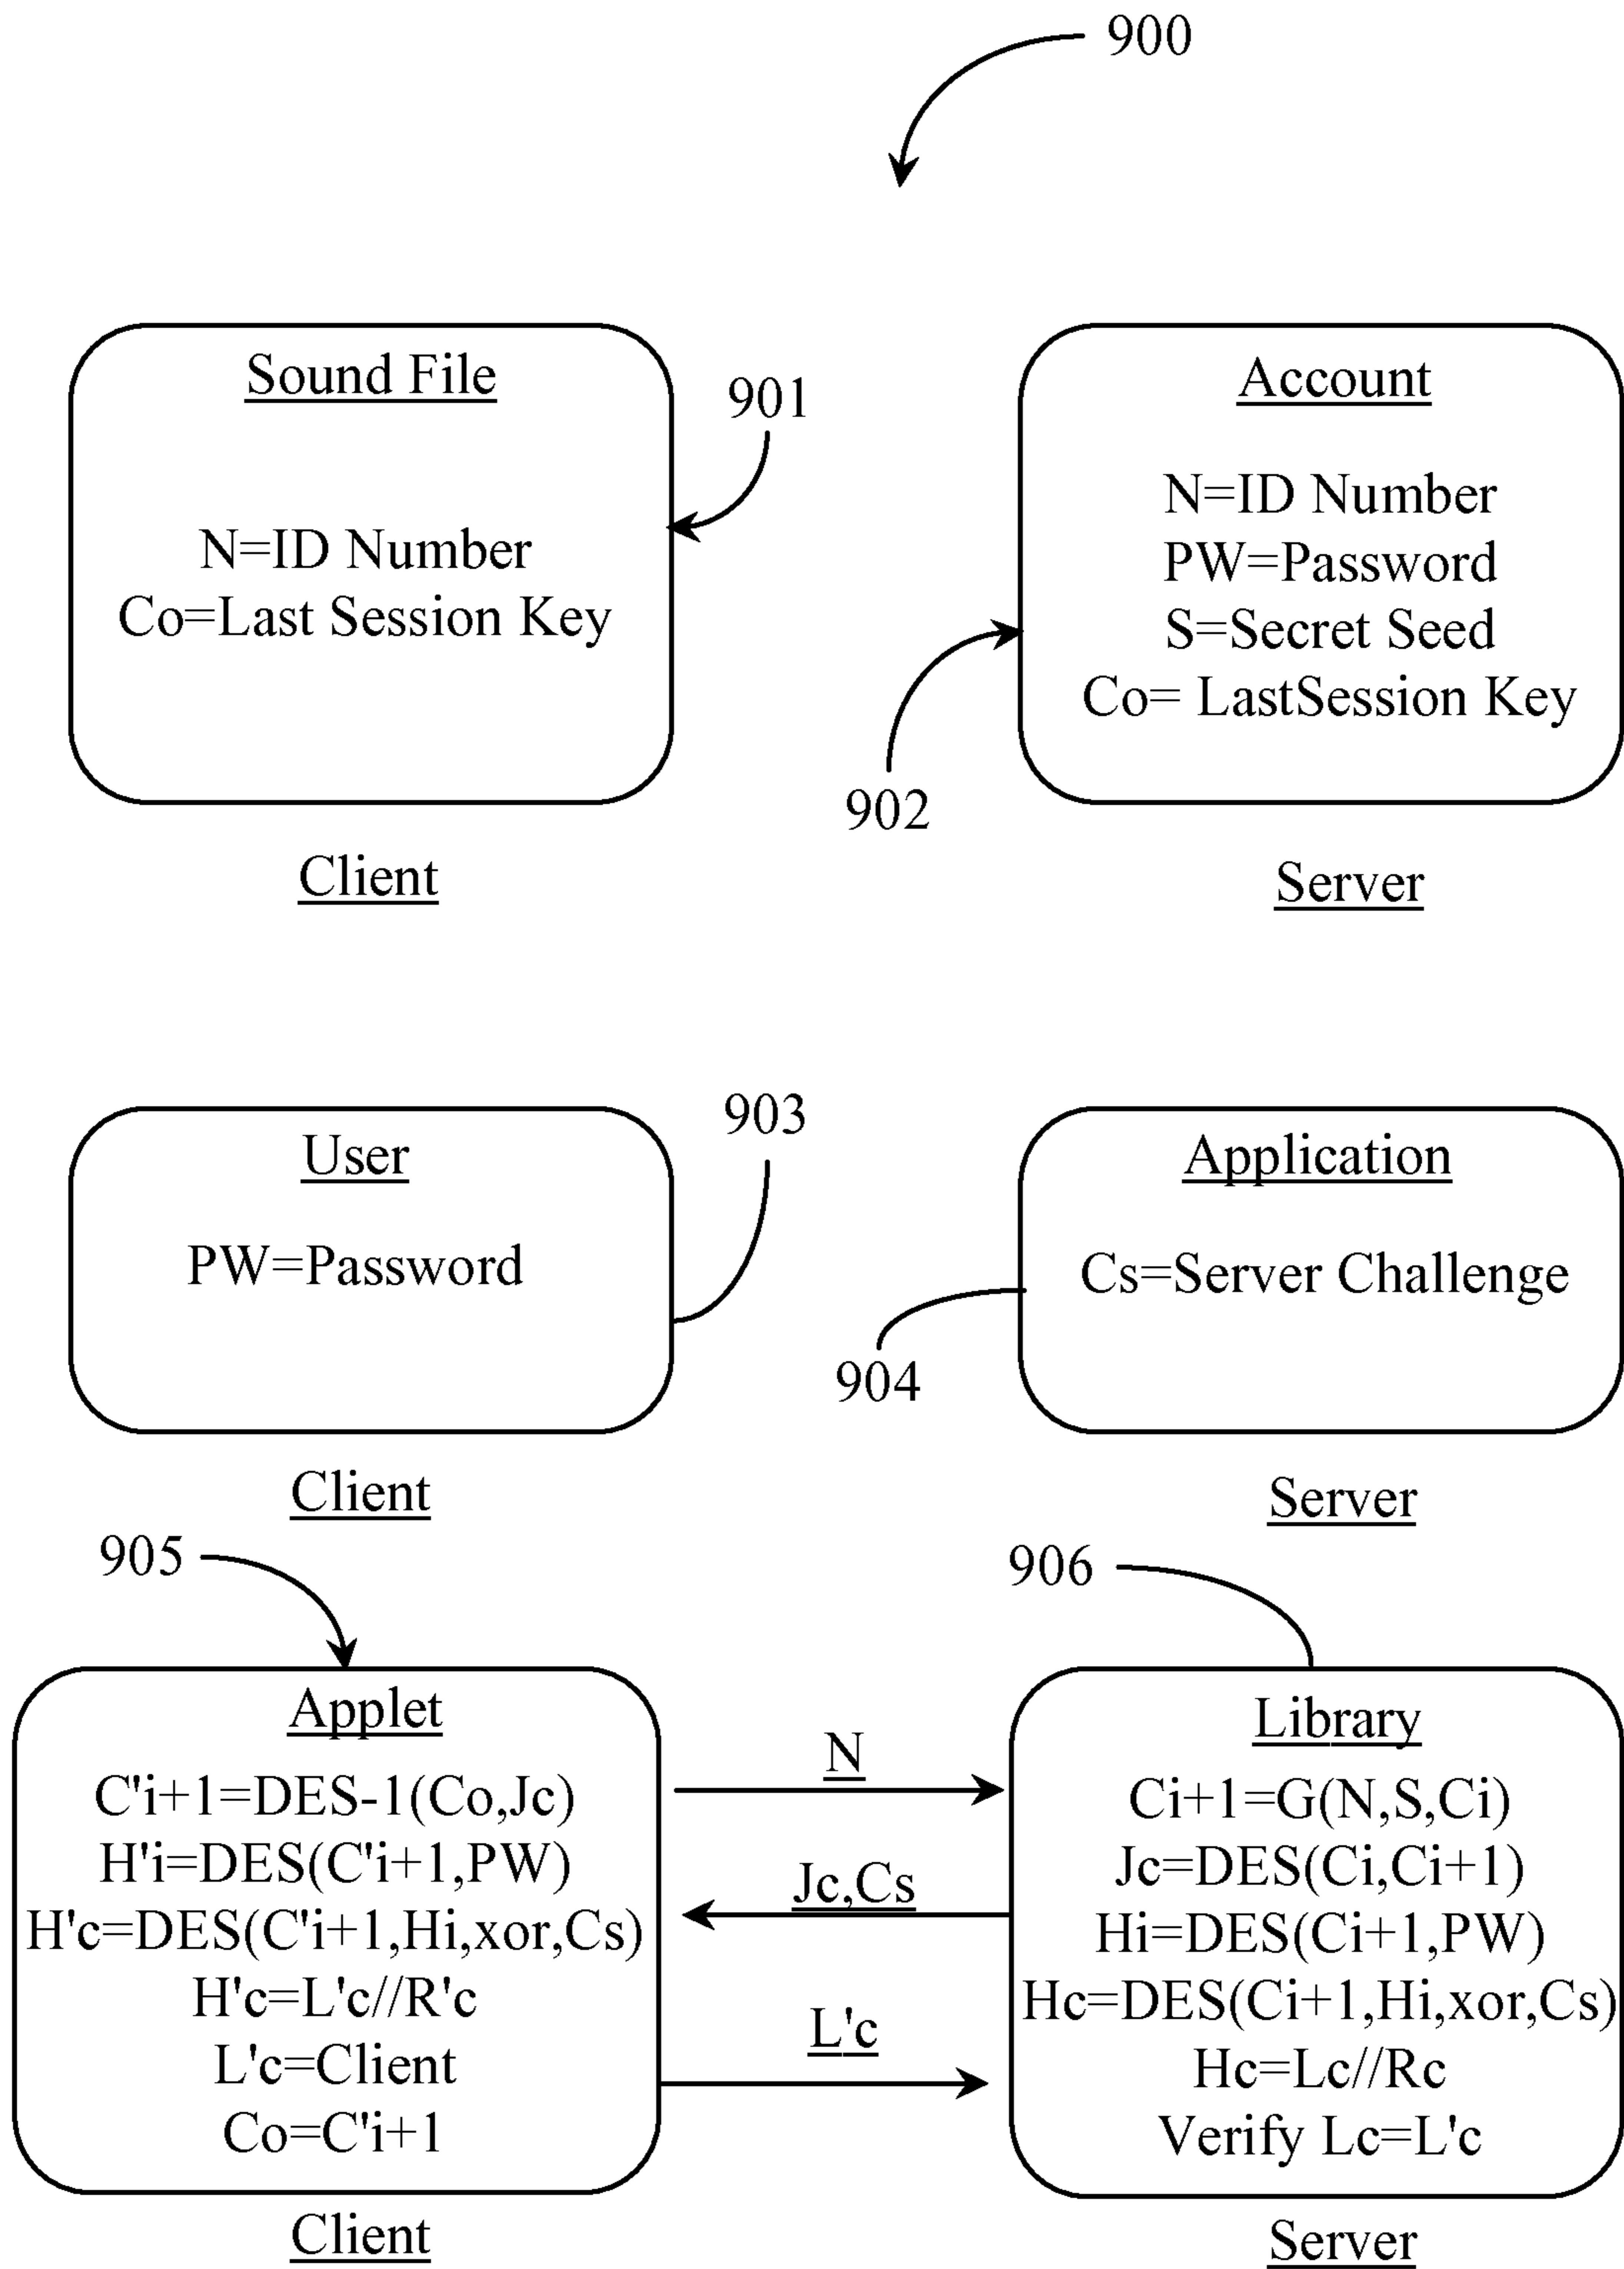 900
Sound File
N=ID Number
Co=Last Session Key
901
Account
N=ID Number
PW=Password
S=Secret Seed
Co= LastSession Key
902
Client
Server
User
PW=Password
903
Application
Cs=Server Challenge
904
Client
Server
905
906
Applet
C'i+1=DES-1(Co,Jc)
H'i=DES(C'i+1,PW)
H'c=DES(C'i+1,Hi,xor,Cs)
H'c=L'c//R'c
L'c=Client
Co=C'i+1
N
Jc,Cs
L'c
Library
Ci+1=G(N,S,Ci)
Jc=DES(Ci,Ci+1)
Hi=DES(Ci+1,PW)
Hc=DES(Ci+1,Hi,xor,Cs)
Hc=Lc//Rc
Verify Lc=L'c
Client
Server